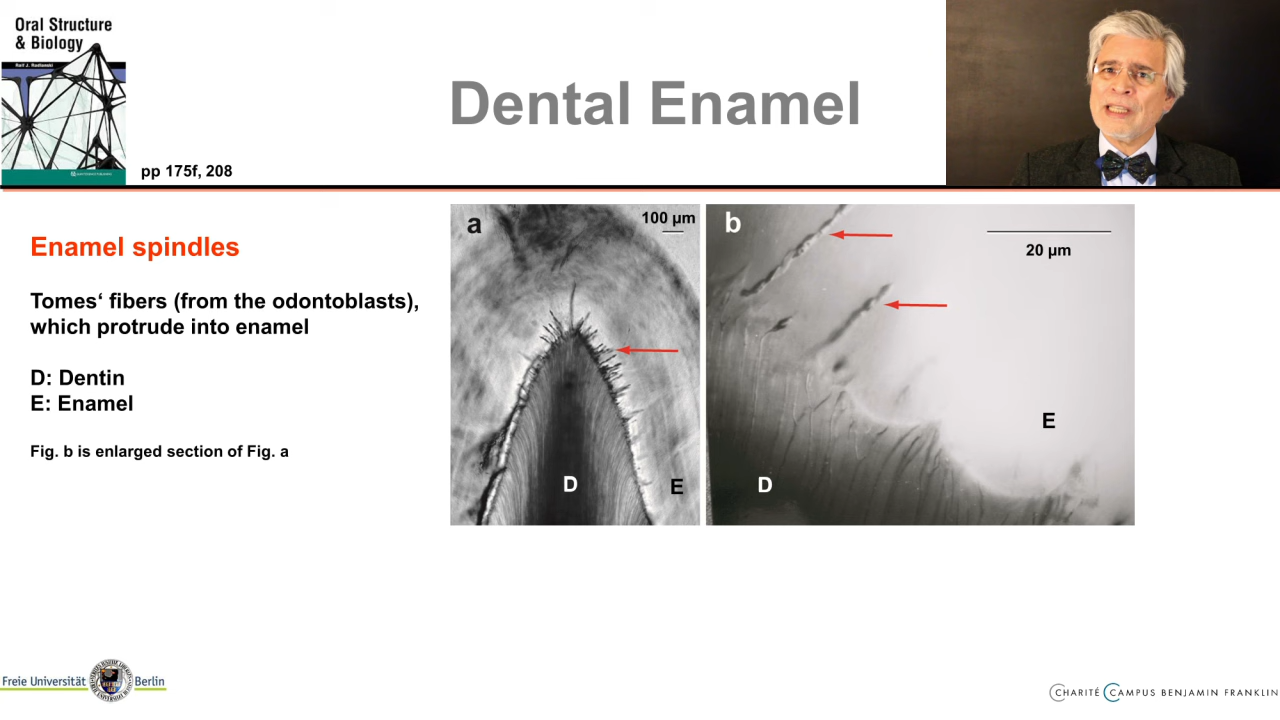 Oral Structure
& Biology
Ralf J. Radlanski
pp 175f, 208
Dental Enamel
Enamel spindles
Tomes‘ fibers (from the odontoblasts),
which protrude into enamel
D: Dentin
E: Enamel
Fig. b is enlarged section of Fig. a
a
100 µm
D
E
b
20 µm
E
D
Freie Universität Berlin
CHARITÉ CAMPUS BENJAMIN FRANKLIN